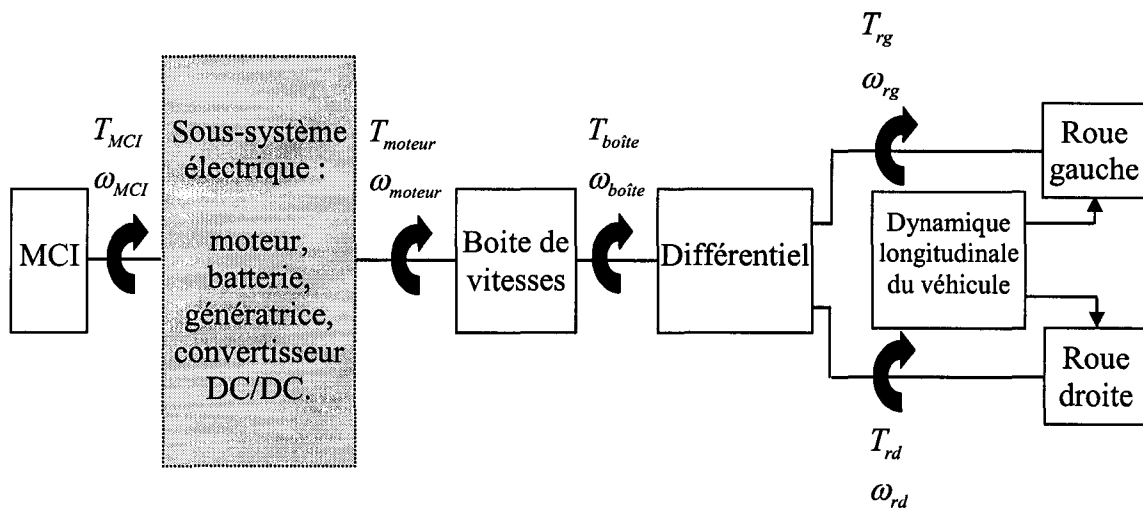 MCI
T_MCI
ω_MCI
Sous-système
électrique :
moteur,
batterie,
génératrice,
convertisseur
DC/DC.
T_moteur
ω_moteur
Boite de
vitesses
T_boîte
ω_boîte
Différentiel
T_rg
ω_rg
Roue
gauche
Dynamique
longitudinale
du véhicule
Roue
droite
T_rd
ω_rd